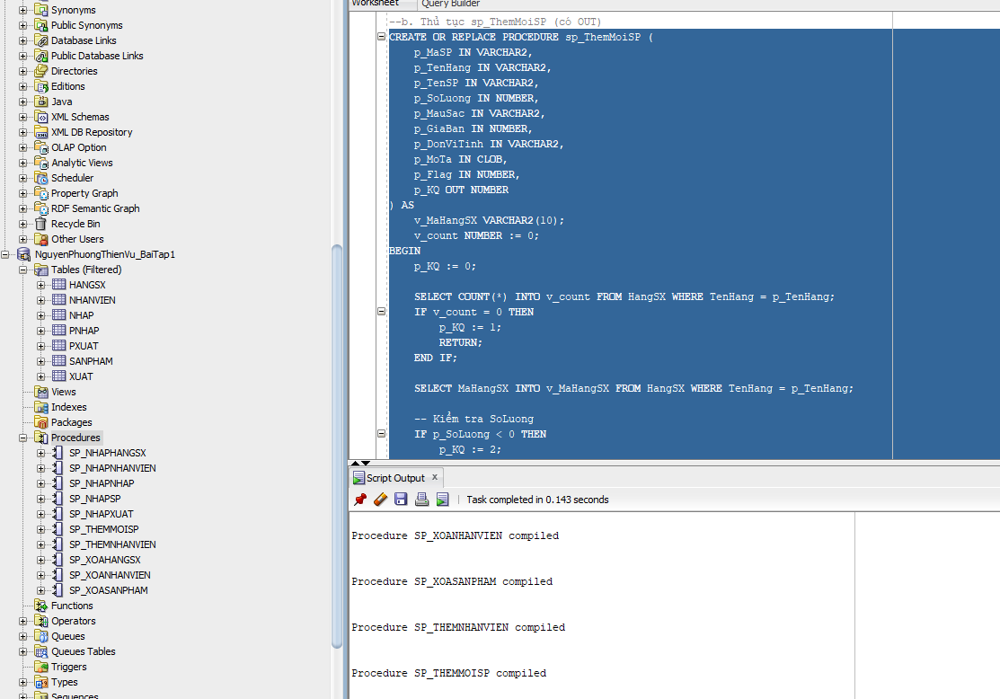 Synonyms
Public Synonyms
Database Links
Public Database Links
Directories
Editions
Java
XML Schemas
XML DB Repository
OLAP Option
Analytic Views
Scheduler
Property Graph
RDF Semantic Graph
Recycle Bin
Other Users
NguyenPhuongThienVu_BaiTap1
Tables (Filtered)
HANGSX
NHANVIEN
NHAP
PNHAP
PXUAT
SANPHAM
XUAT
Views
Indexes
Packages
Procedures
SP_NHAPHANGSX
SP_NHAPNHANVIEN
SP_NHAPNHAP
SP_NHAPSP
SP_NHAPXUAT
SP_THEMMOISP
SP_THEMNHANVIEN
SP_XOAHANGSX
SP_XOANHANVIEN
SP_XOASANPHAM
Functions
Operators
Queues
Queues Tables
Triggers
Types
Sequences
Worksheet Query Builder
--b. Thủ tục sp_ThemMoiSP (có OUT)
CREATE OR REPLACE PROCEDURE sp_ThemMoiSP (
p_MaSP IN VARCHAR2,
p_TenHang IN VARCHAR2,
p_TenSP IN VARCHAR2,
p_SoLuong IN NUMBER,
p_MauSac IN VARCHAR2,
p_GiaBan IN NUMBER,
p_DonViTinh IN VARCHAR2,
p_MoTa IN CLOB,
p_Flag IN NUMBER,
p_KQ OUT NUMBER
) AS
v_MaHangSX VARCHAR2(10);
v_count NUMBER := 0;
BEGIN
p_KQ := 0;
SELECT COUNT(*) INTO v_count FROM HangSX WHERE TenHang = p_TenHang;
IF v_count = 0 THEN
p_KQ := 1;
RETURN;
END IF;
SELECT MaHangSX INTO v_MaHangSX FROM HangSX WHERE TenHang = p_TenHang;
-- Kiểm tra SoLuong
IF p_SoLuong < 0 THEN
p_KQ := 2;
Script Output x
Task completed in 0.143 seconds
Procedure SP_XOANHANVIEN compiled
Procedure SP_XOASANPHAM compiled
Procedure SP_THEMNHANVIEN compiled
Procedure SP_THEMMOISP compiled